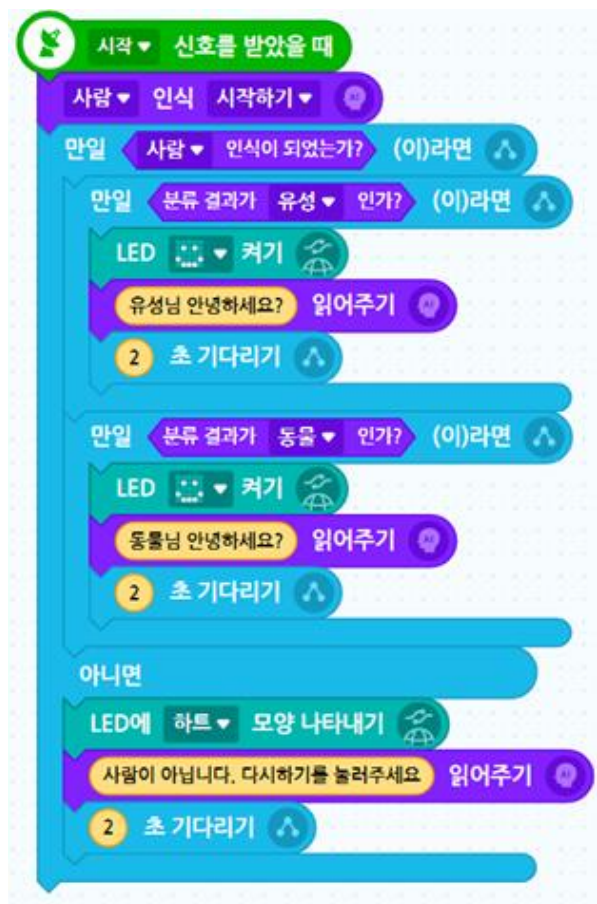 시작 신호를 받았을 때
사람 인식 시작하기 AI
만일 사람 인식이 되었는가? (이)라면
만일 분류 결과가 유성 인가? (이)라면
LED 켜기
유성님 안녕하세요? 읽어주기 AI
2 초 기다리기
만일 분류 결과가 동물 인가? (이)라면
LED 켜기
동물님 안녕하세요? 읽어주기 AI
2 초 기다리기
아니면
LED에 하트 모양 나타내기
사람이 아닙니다. 다시하기를 눌러주세요 읽어주기 AI
2 초 기다리기